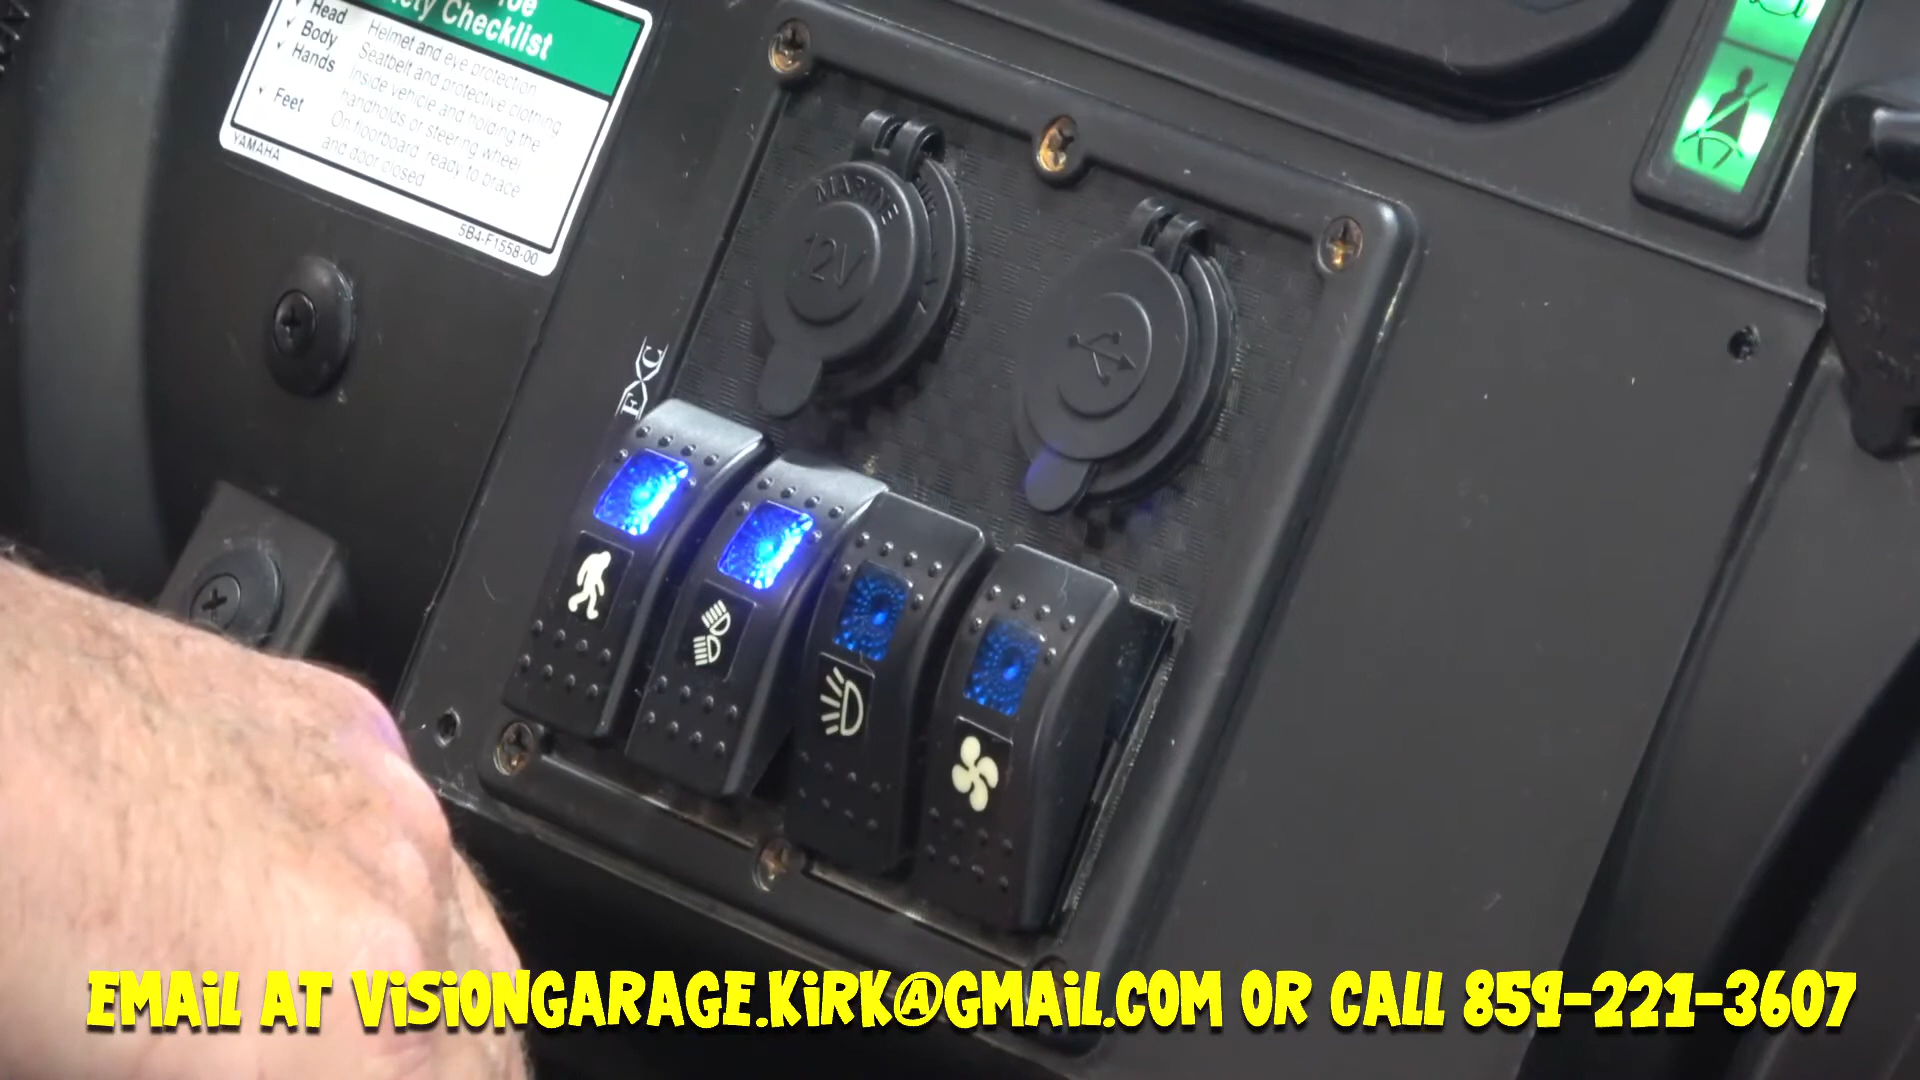 ety Checklist
✓ Head
✓ Body
✓ Hands
✓ Feet
Helmet and eye protection
Seatbelt and protective clothing
Inside vehicle and holding the
handholds or steering wheel
On floorboard, ready to brace
and door closed
YAMAHA
5B4-F1558-00
MARINE
12V
FXC
EMAIL AT VISIONGARAGE.KIRK@GMAIL.COM OR CALL 859-221-3607